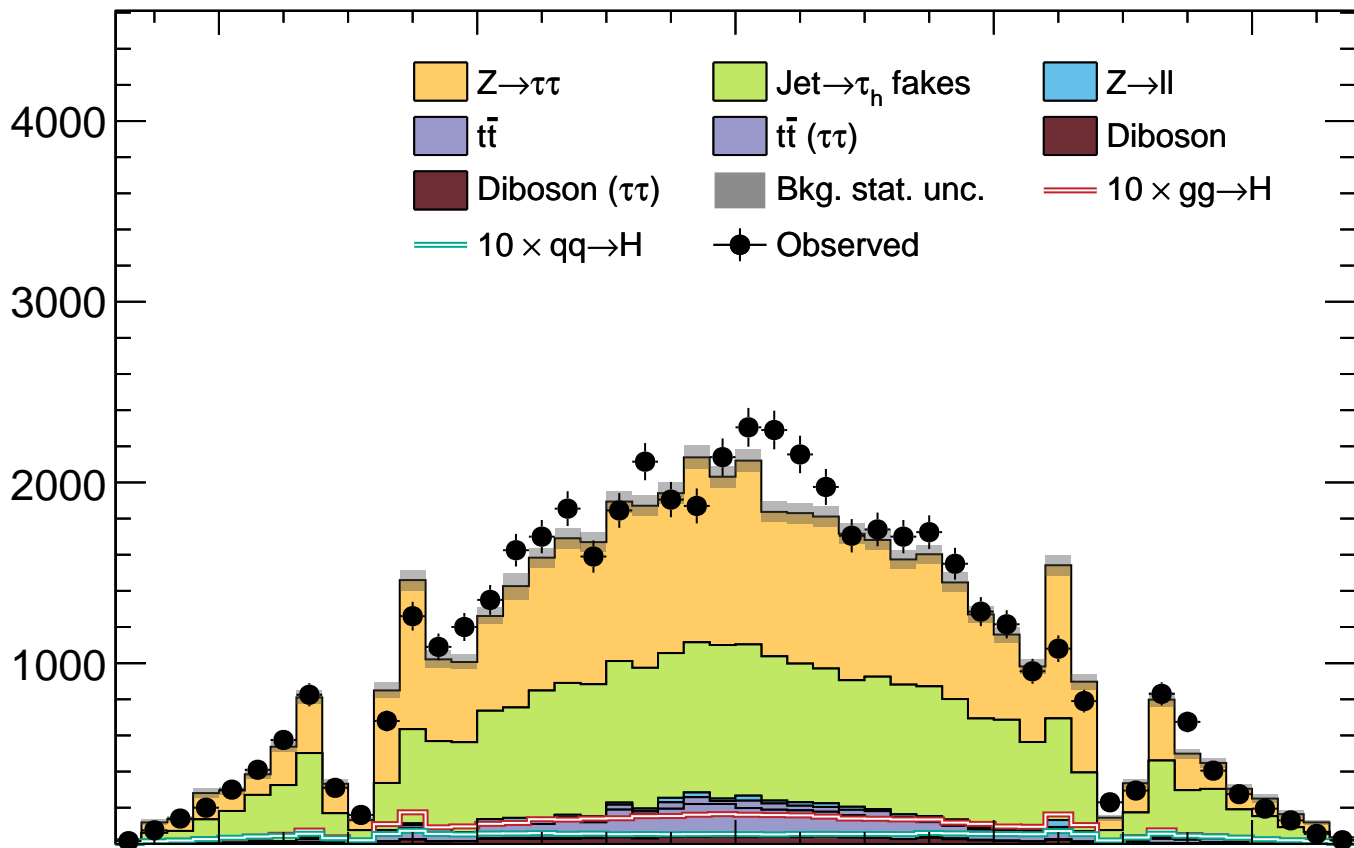 Z→ττ Jet→τₕ fakes Z→ll
tt̄ tt̄ (ττ) Diboson
Diboson (ττ) Bkg. stat. unc. 10 × gg→H
10 × qq→H Observed
4000
3000
2000
1000